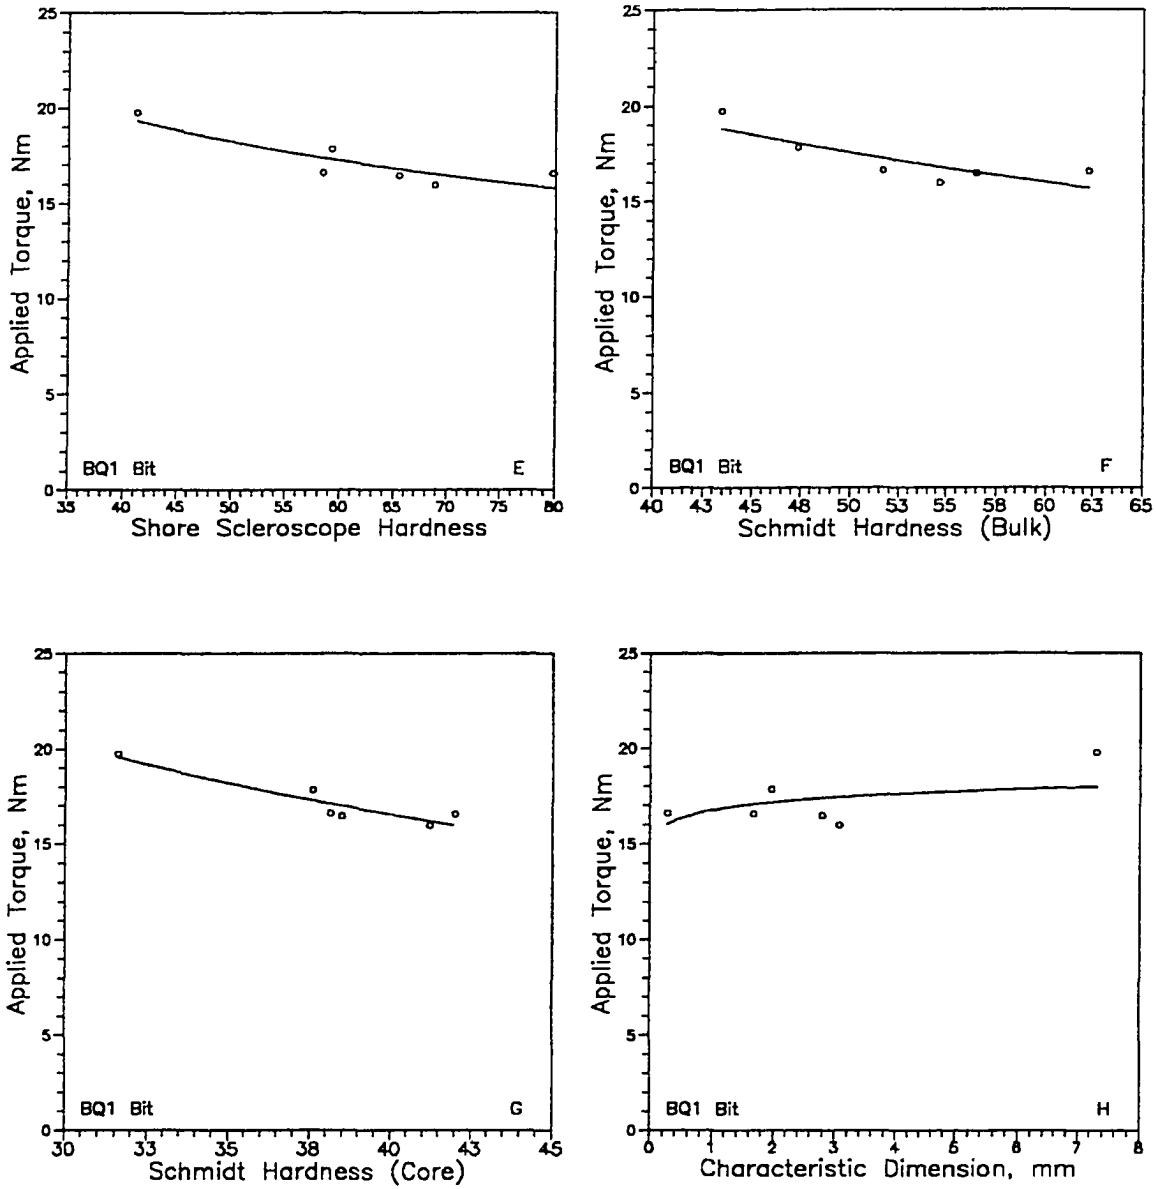 25
20
15
10
5
0
Applied Torque, Nm
BQ1 Bit
E
35 40 45 50 55 60 65 70 75 80
Shore Scleroscope Hardness
25
20
15
10
5
0
Applied Torque, Nm
BQ1 Bit
F
40 43 45 48 50 53 55 58 60 63 65
Schmidt Hardness (Bulk)
25
20
15
10
5
0
Applied Torque, Nm
BQ1 Bit
G
30 33 35 38 40 43 45
Schmidt Hardness (Core)
25
20
15
10
5
0
Applied Torque, Nm
BQ1 Bit
H
0 1 2 3 4 5 6 7 8
Characteristic Dimension, mm